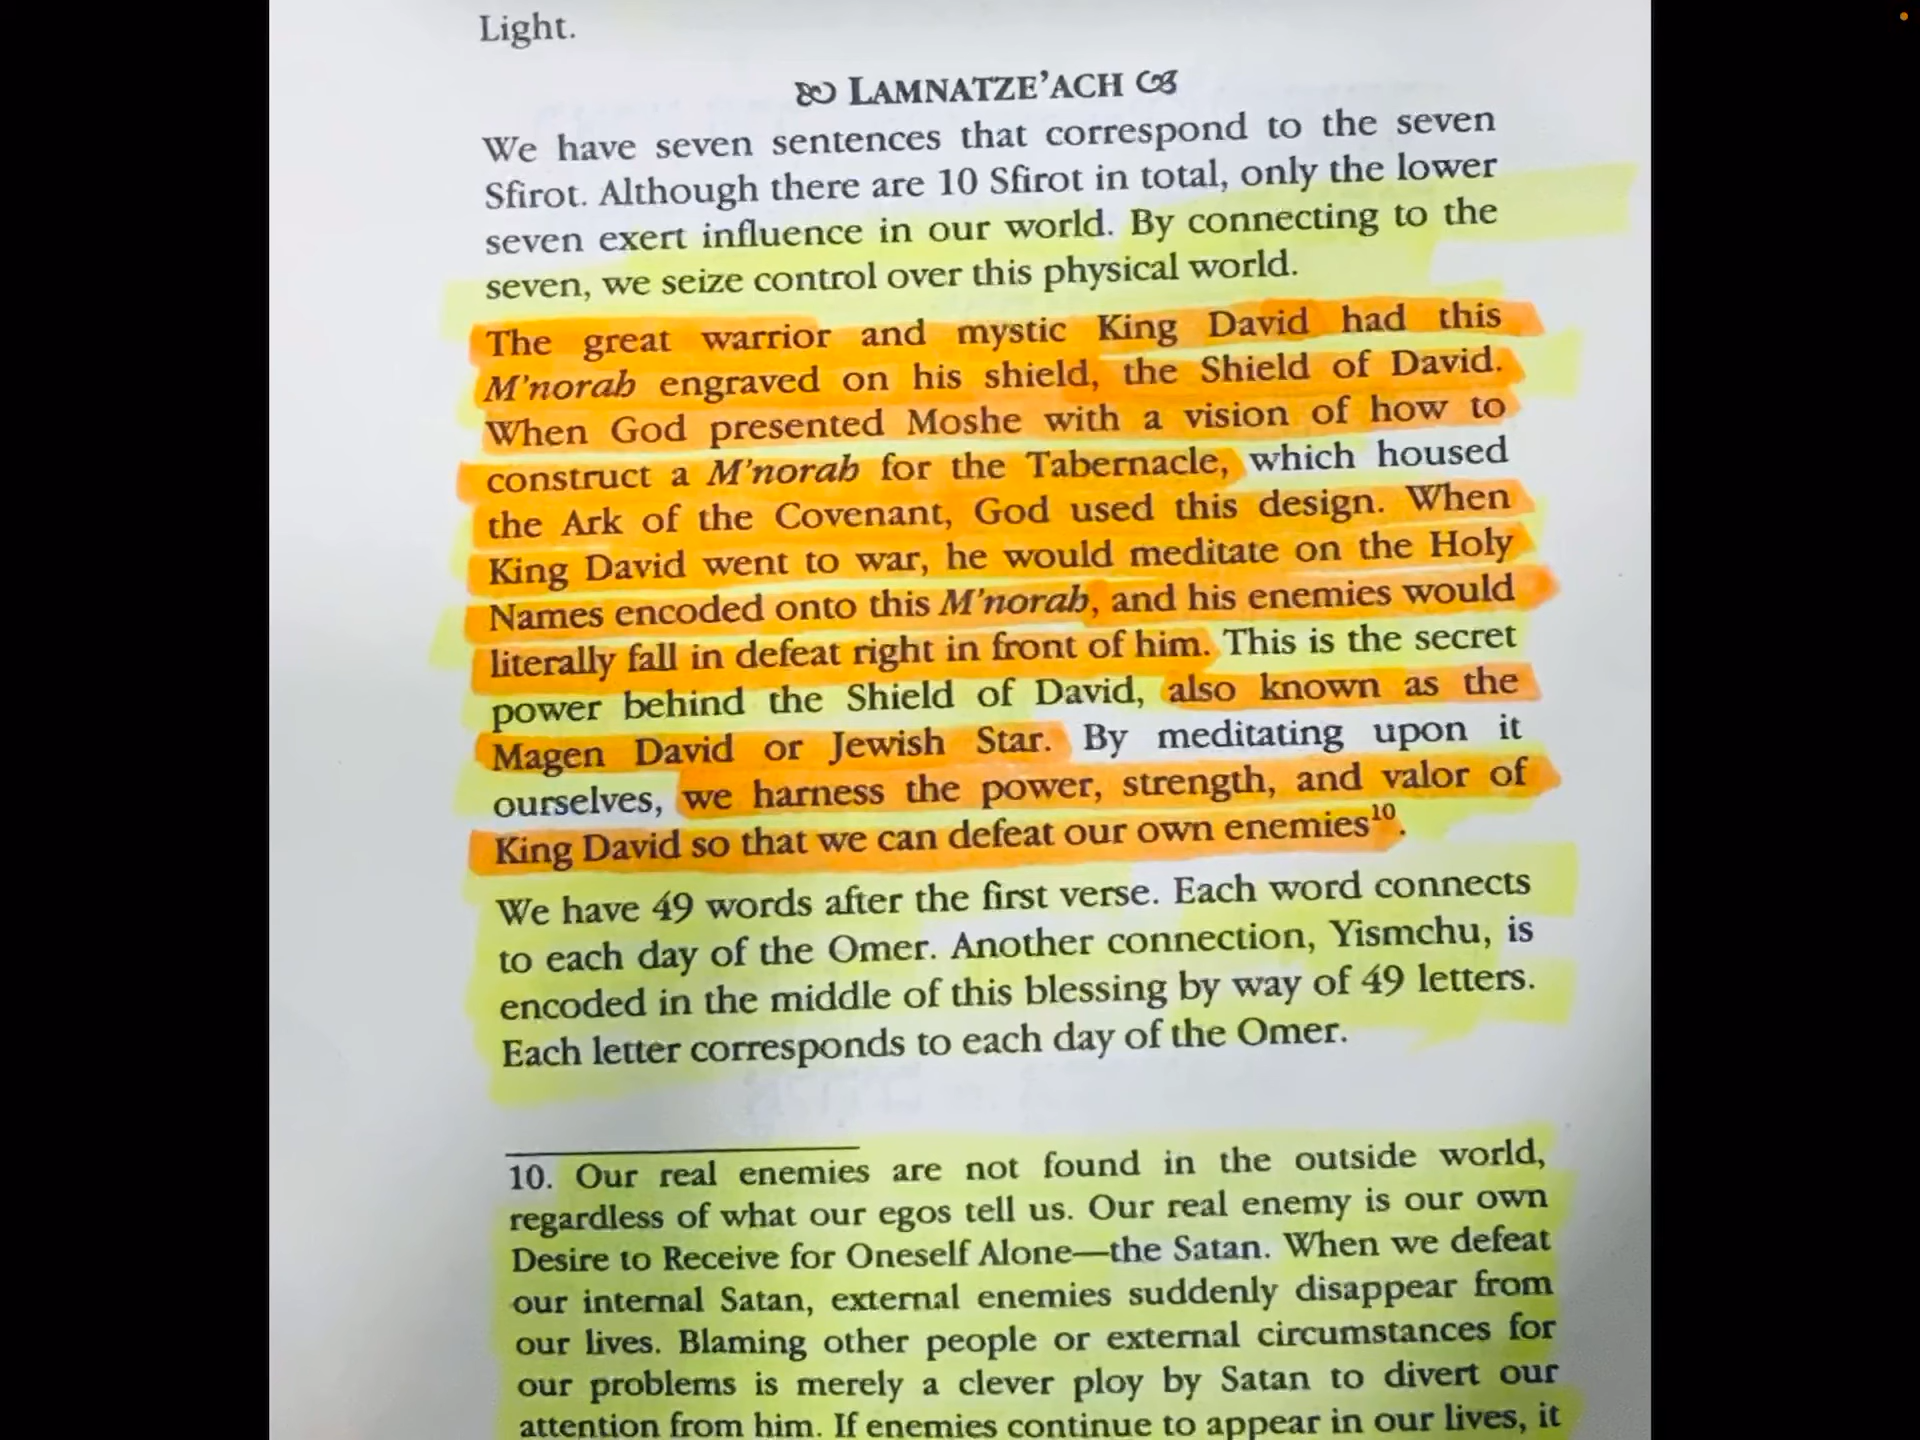 Light.
LAMNATZE'ACH
We have seven sentences that correspond to the seven
Sfirot. Although there are 10 Sfirot in total, only the lower
seven exert influence in our world. By connecting to the
seven, we seize control over this physical world.
The great warrior and mystic King David had this
M'norah engraved on his shield, the Shield of David.
When God presented Moshe with a vision of how to
construct a M'norah for the Tabernacle, which housed
the Ark of the Covenant, God used this design. When
King David went to war, he would meditate on the Holy
Names encoded onto this M'norah, and his enemies would
literally fall in defeat right in front of him. This is the secret
power behind the Shield of David, also known as the
Magen David or Jewish Star. By meditating upon it
ourselves, we harness the power, strength, and valor of
King David so that we can defeat our own enemies¹⁰.
We have 49 words after the first verse. Each word connects
to each day of the Omer. Another connection, Yismchu, is
encoded in the middle of this blessing by way of 49 letters.
Each letter corresponds to each day of the Omer.
10. Our real enemies are not found in the outside world,
regardless of what our egos tell us. Our real enemy is our own
Desire to Receive for Oneself Alone—the Satan. When we defeat
our internal Satan, external enemies suddenly disappear from
our lives. Blaming other people or external circumstances for
our problems is merely a clever ploy by Satan to divert our
attention from him. If enemies continue to appear in our lives, it